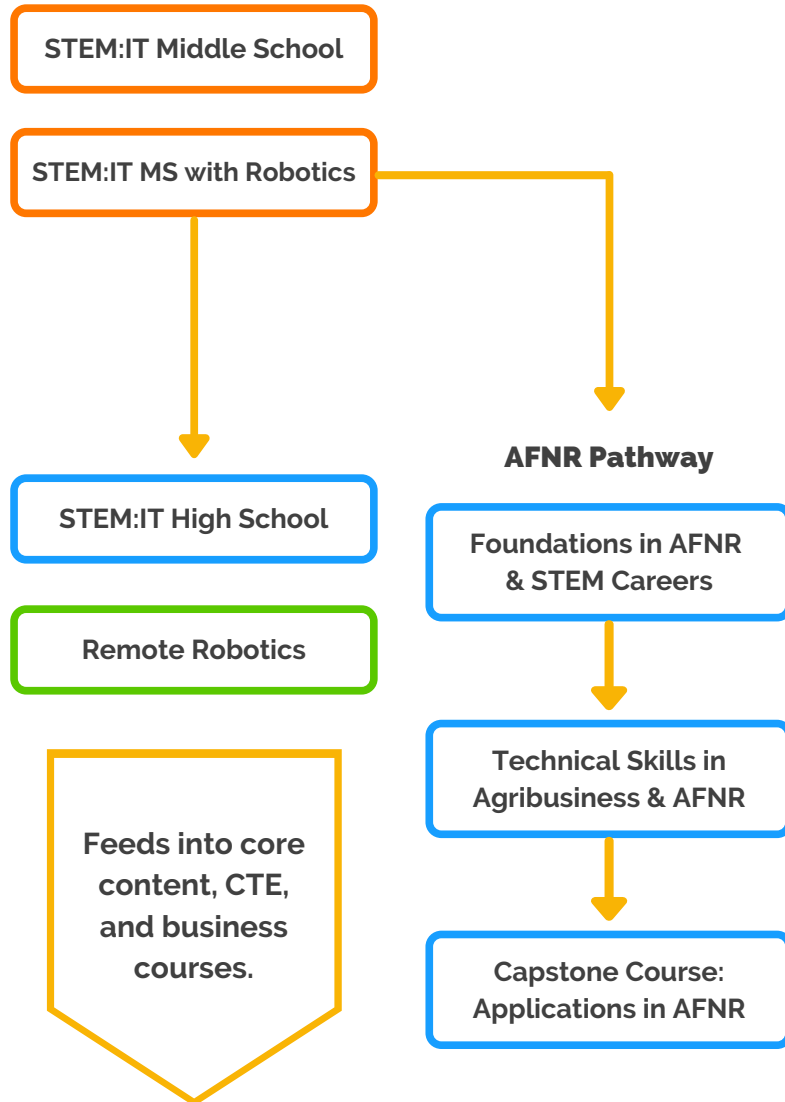 STEM:IT Middle School
STEM:IT MS with Robotics
STEM:IT High School
Remote Robotics
Feeds into core
content, CTE,
and business
courses.
AFNR Pathway
Foundations in AFNR
& STEM Careers
Technical Skills in
Agribusiness & AFNR
Capstone Course:
Applications in AFNR